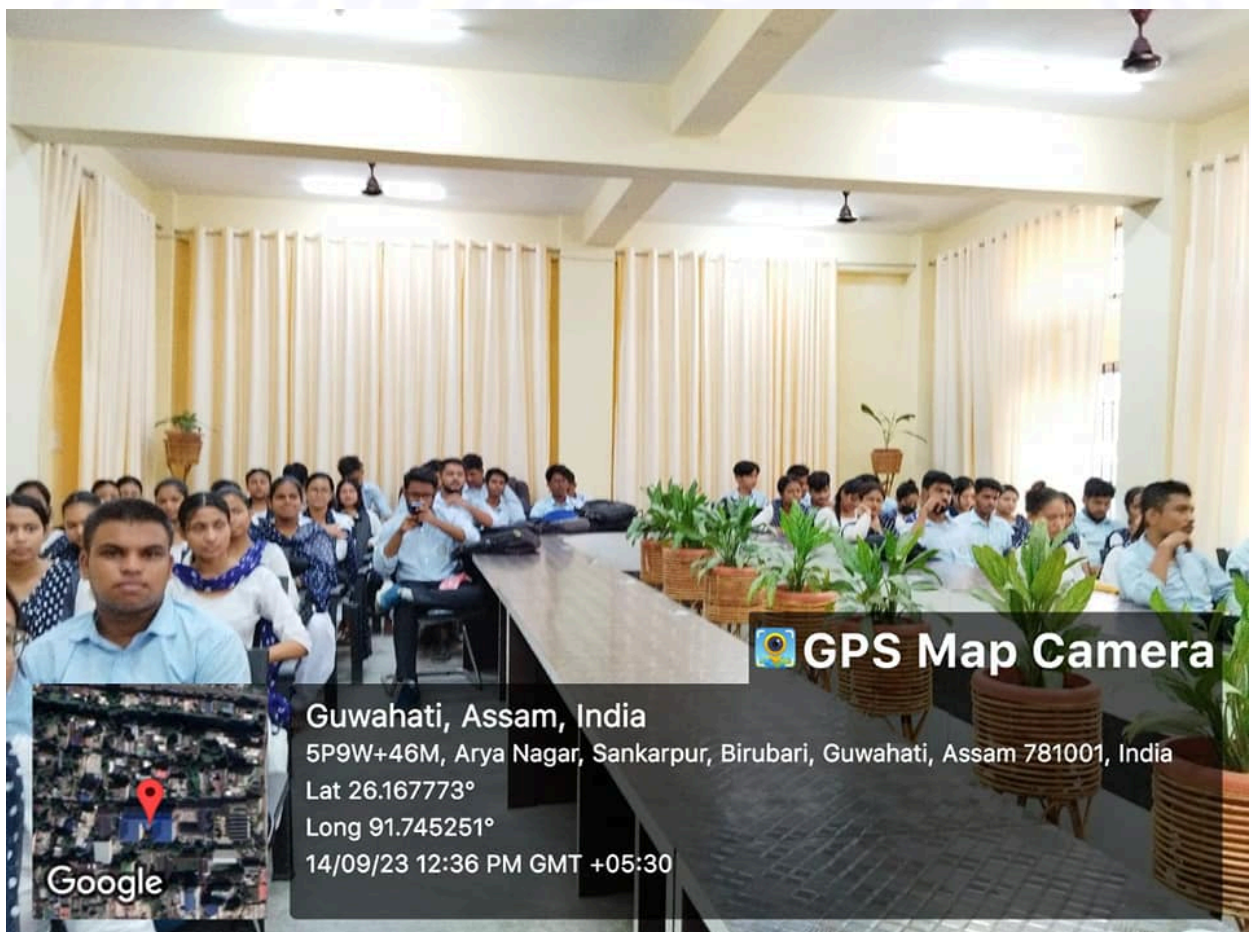 GPS Map Camera
Guwahati, Assam, India
5P9W+46M, Arya Nagar, Sankarpur, Birubari, Guwahati, Assam 781001, India
Lat 26.167773°
Long 91.745251°
14/09/23 12:36 PM GMT +05:30
Google